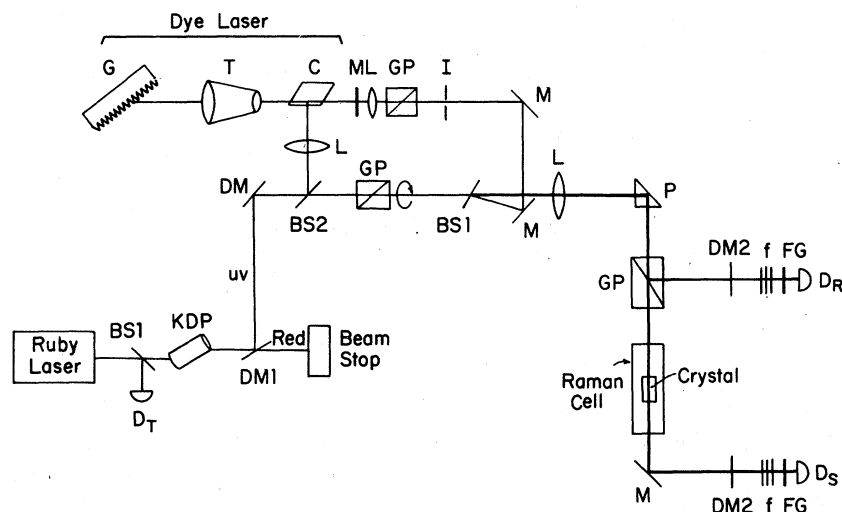 Dye Laser
G
T
C
ML
GP
I
M
L
GP
L
P
DM
BS2
BS1
M
DM2
f
FG
GP
D_R
uv
KDP
BS1
Red
Beam
Stop
Ruby
Laser
DM1
D_T
Raman
Cell
Crystal
D_S
M
DM2
f
FG